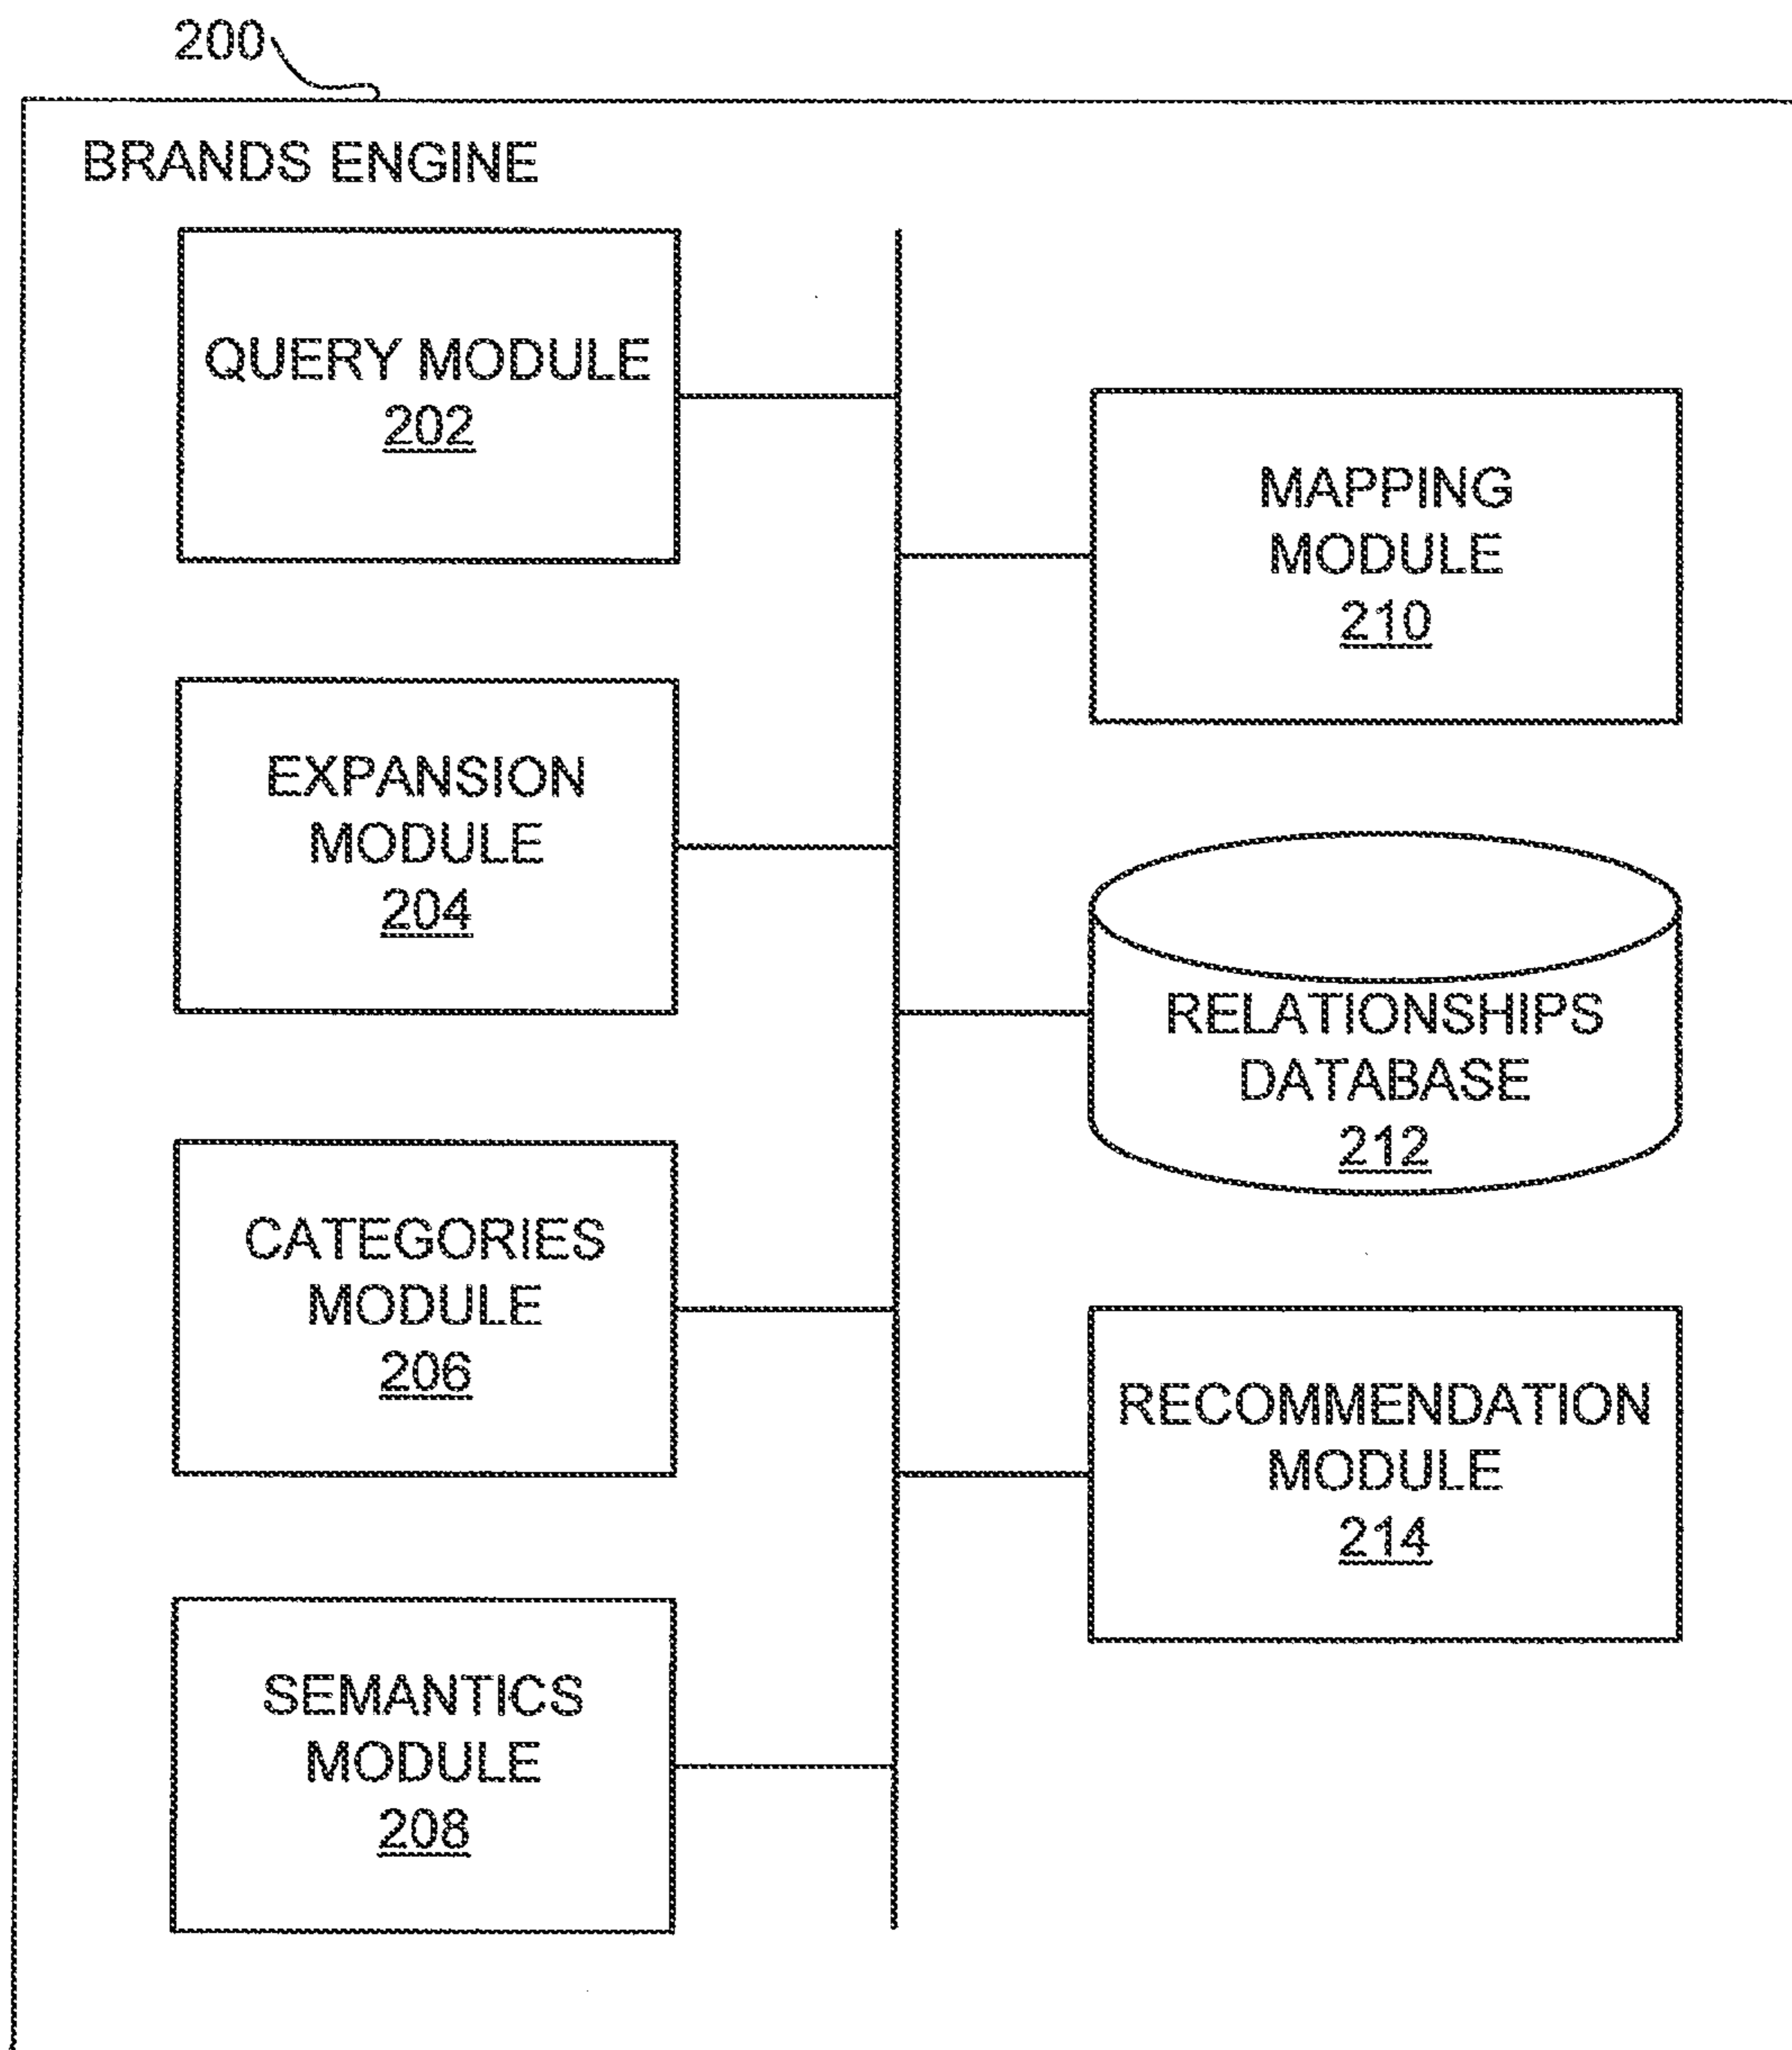 200
BRANDS ENGINE
QUERY MODULE
202
EXPANSION
MODULE
204
CATEGORIES
MODULE
206
SEMANTICS
MODULE
208
MAPPING
MODULE
210
RELATIONSHIPS
DATABASE
212
RECOMMENDATION
MODULE
214